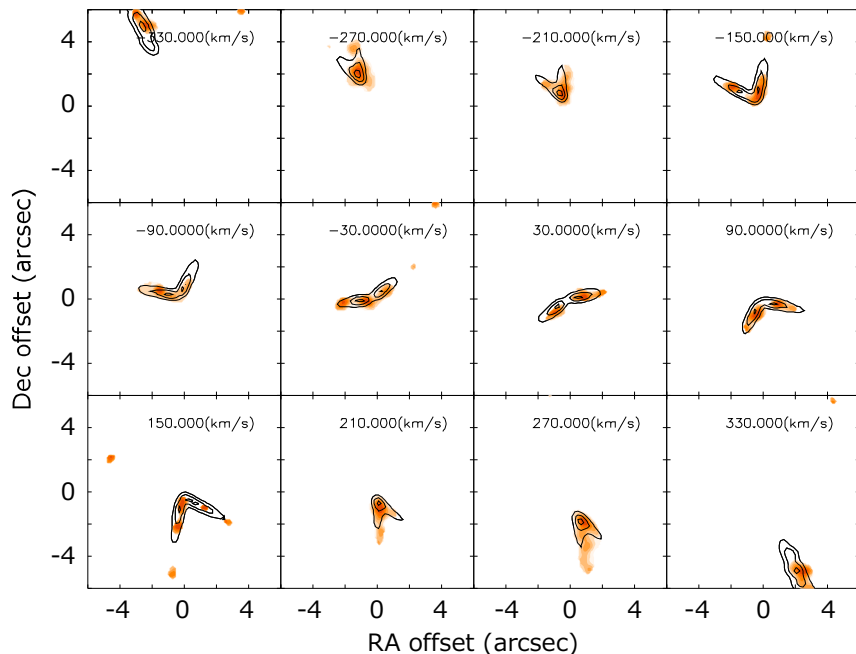 4
0
-4
-330.000(km/s)
-270.000(km/s)
-210.000(km/s)
-150.000(km/s)
4
0
-4
-90.0000(km/s)
-30.0000(km/s)
30.0000(km/s)
90.0000(km/s)
Dec offset (arcsec)
4
0
-4
150.000(km/s)
210.000(km/s)
270.000(km/s)
330.000(km/s)
-4 0 4 -4 0 4 -4 0 4 -4 0 4
RA offset (arcsec)